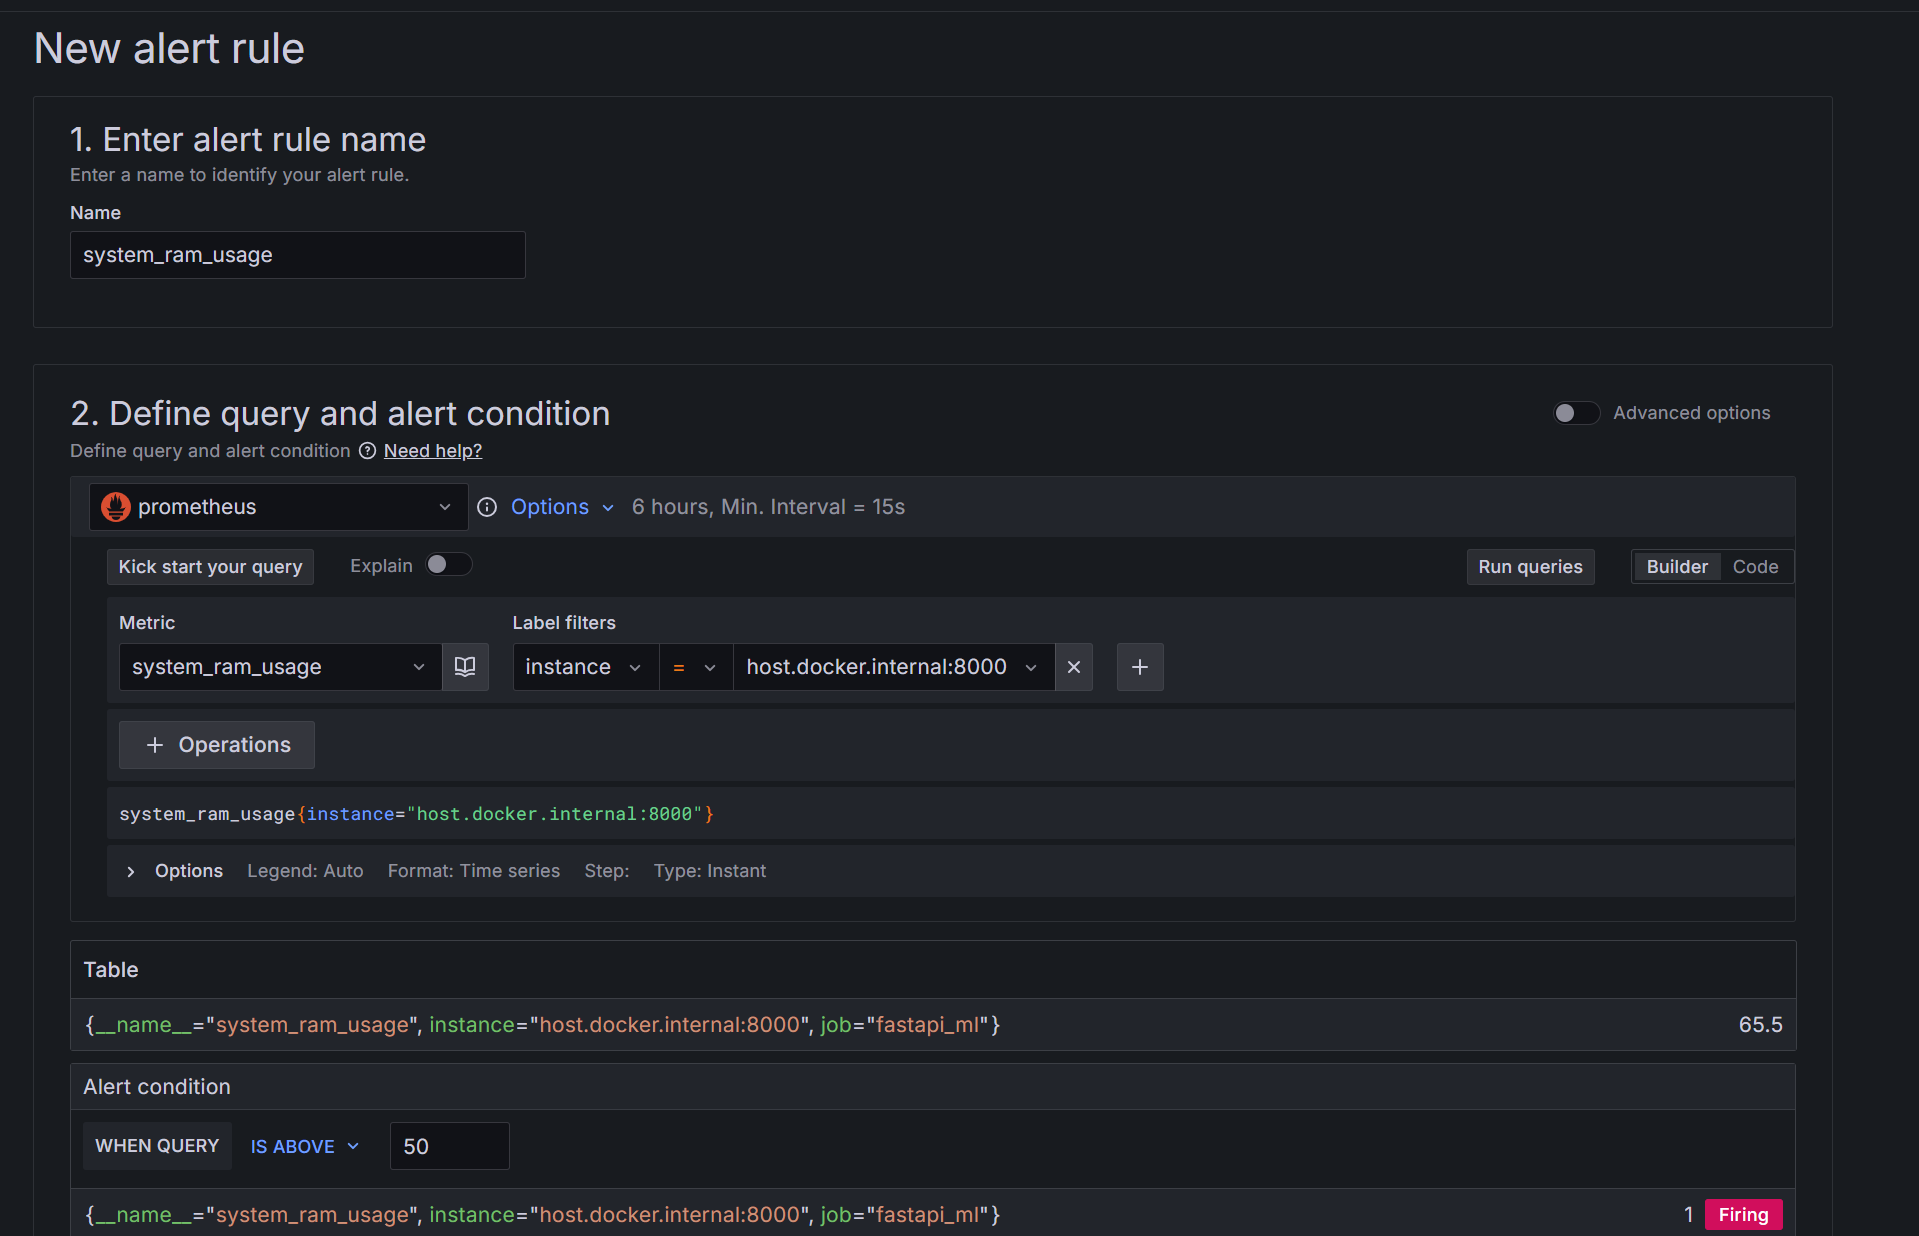 New alert rule
1. Enter alert rule name
Enter a name to identify your alert rule.
Name
system_ram_usage
2. Define query and alert condition
Advanced options
Define query and alert condition Need help?
prometheus Options 6 hours, Min. Interval = 15s
Kick start your query Explain Run queries Builder Code
Metric Label filters
system_ram_usage instance = host.docker.internal:8000
+ Operations
system_ram_usage{instance="host.docker.internal:8000"}
Options Legend: Auto Format: Time series Step: Type: Instant
Table
{__name__="system_ram_usage", instance="host.docker.internal:8000", job="fastapi_ml"} 65.5
Alert condition
WHEN QUERY IS ABOVE 50
{__name__="system_ram_usage", instance="host.docker.internal:8000", job="fastapi_ml"} 1 Firing